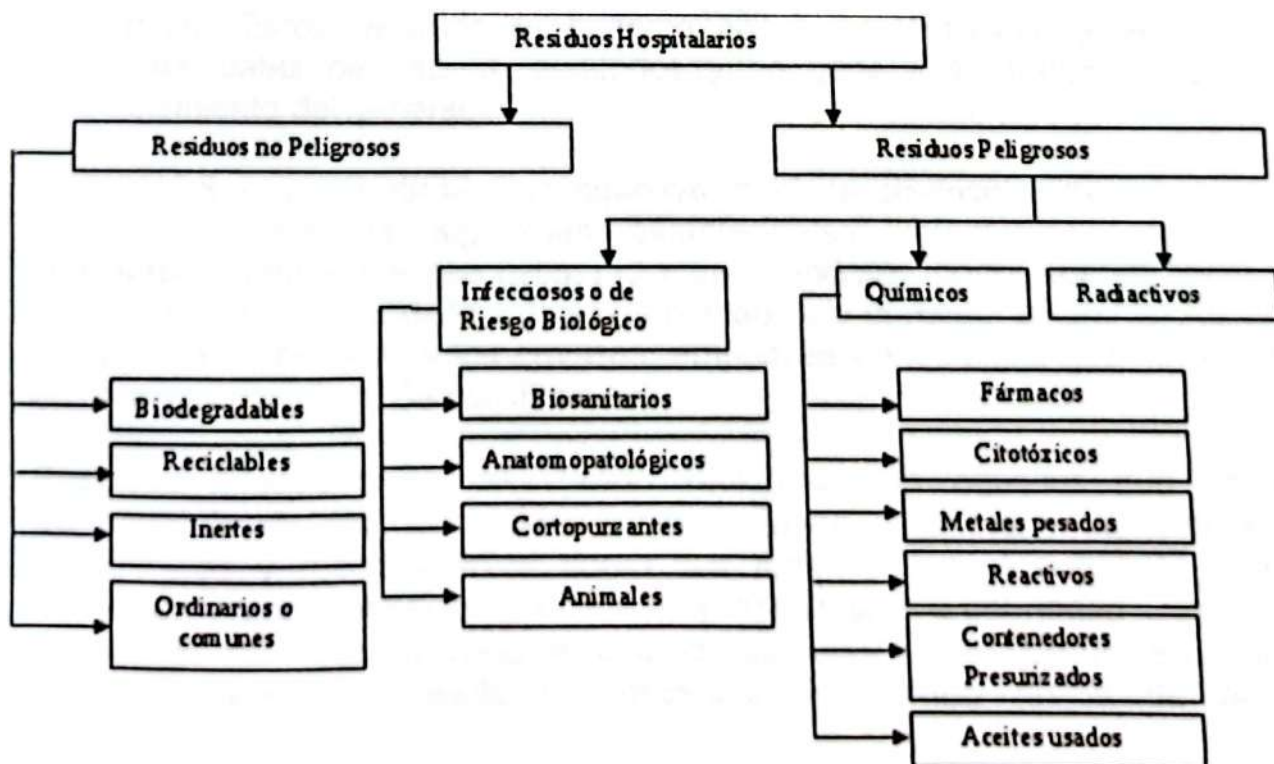 Residuos Hospitalarios
Residuos no Peligrosos
Residuos Peligrosos
Infecciosos o de
Riesgo Biológico
Químicos
Radiactivos
Biodegradables
Reciclables
Inertes
Ordinarios o
comunes
Biosanitarios
Anatomopatológicos
Cortopunzantes
Animales
Fármacos
Citotóxicos
Metales pesados
Reactivos
Contenedores
Presurizados
Aceites usados